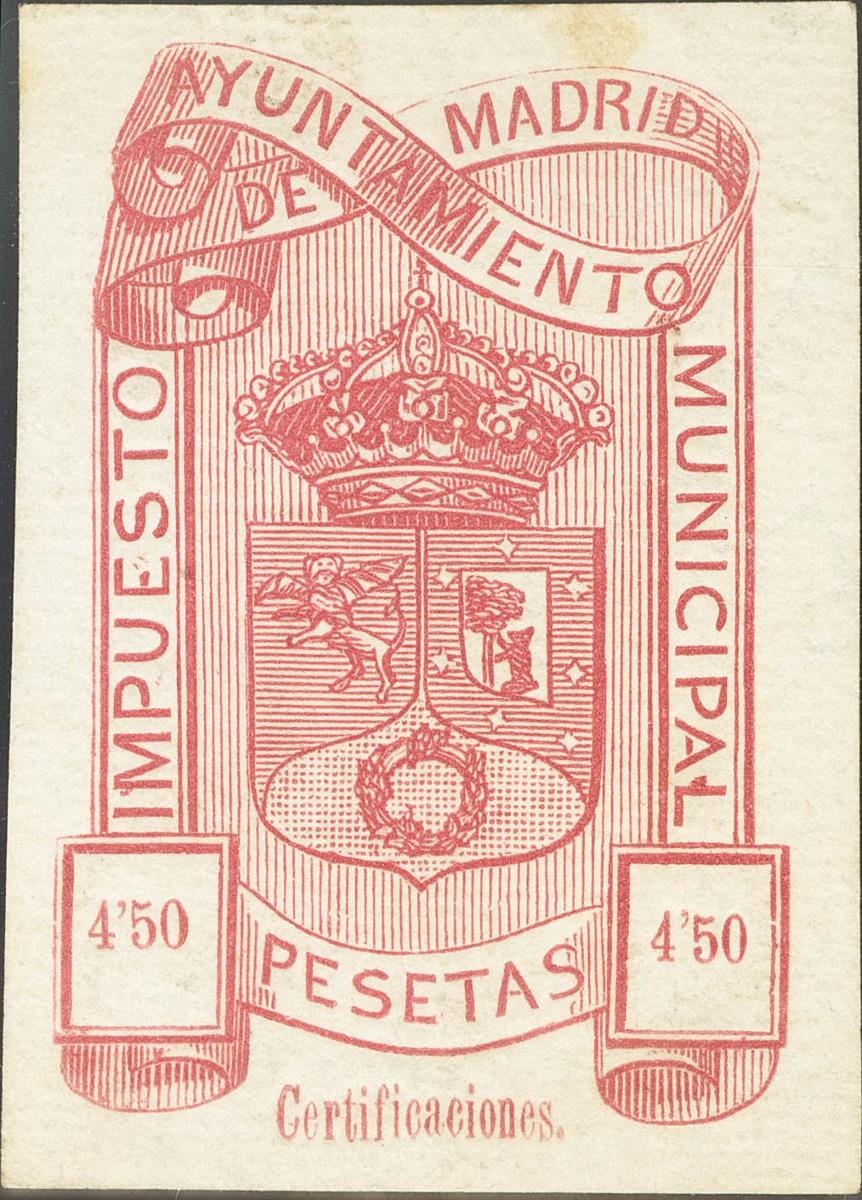 AYUNTAMIENTO
DE MADRID
IMPUESTO
MUNICIPAL
4'50
PESETAS
4'50
Certificaciones.